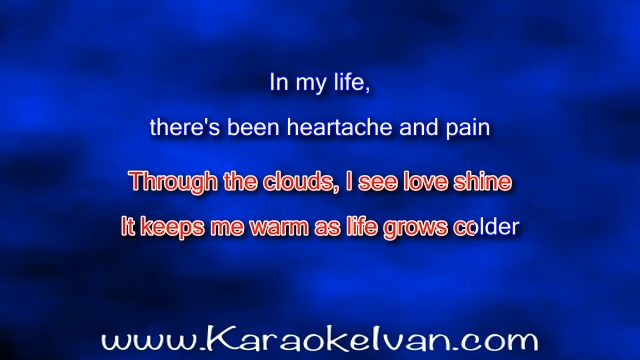 In my life,
there's been heartache and pain
Through the clouds, I see love shine
It keeps me warm as life grows colder
www.KaraokeIvan.com